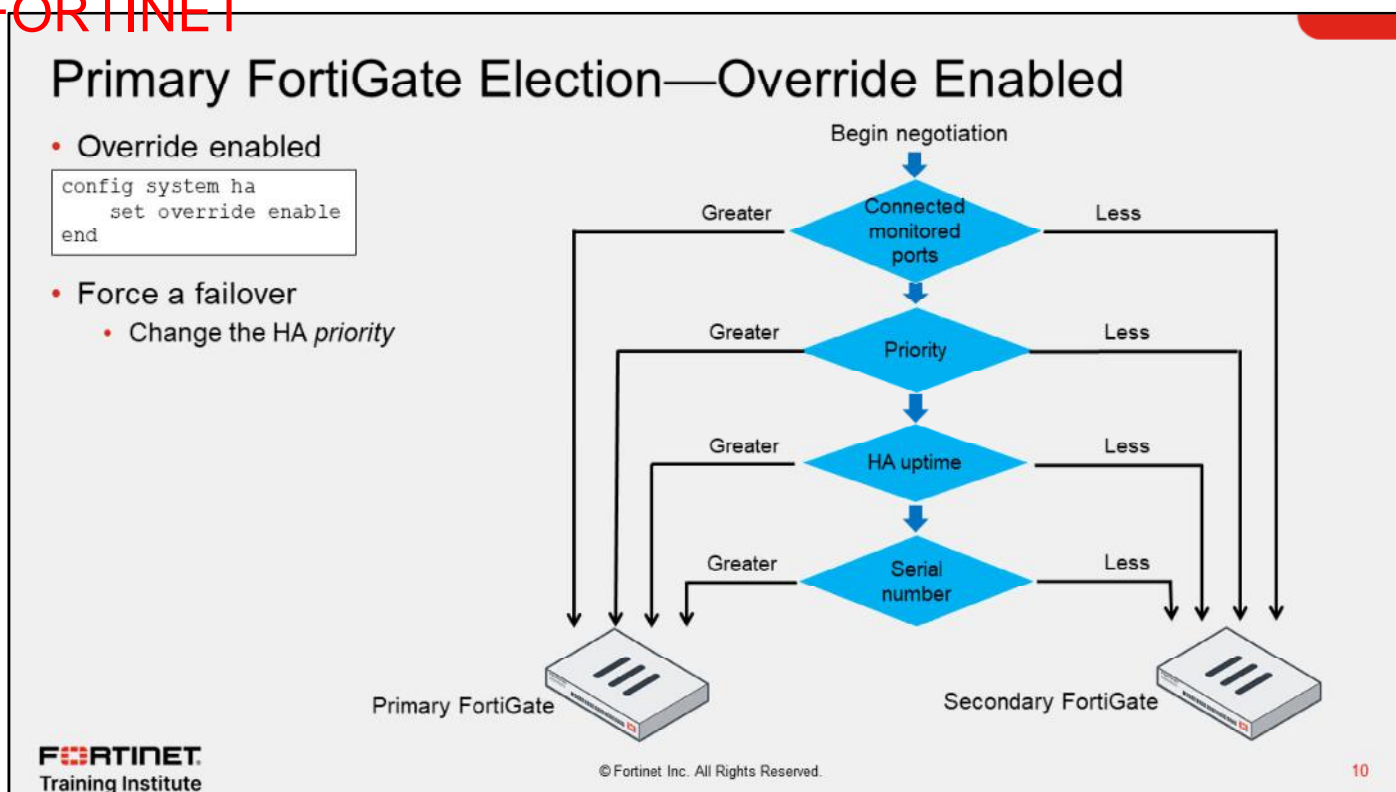 FORTINET
Primary FortiGate Election—Override Enabled
• Override enabled
config system ha
    set override enable
end
• Force a failover
• Change the HA priority
Begin negotiation
Greater
Connected
monitored
ports
Less
Greater
Priority
Less
Greater
HA uptime
Less
Greater
Serial
number
Less
Primary FortiGate
Secondary FortiGate
FORTINET
Training Institute
© Fortinet Inc. All Rights Reserved.
10